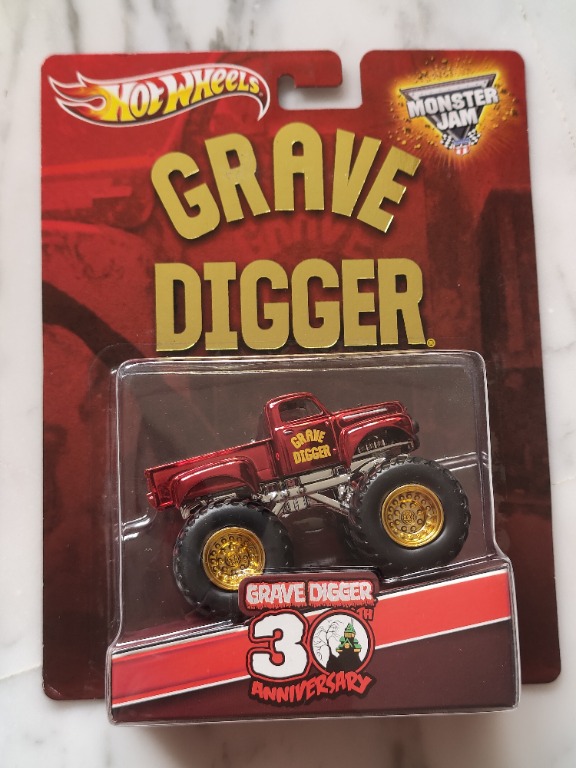 HOT WHEELS
MONSTER
JAM
GRAVE
DIGGER®
GRAVE
DIGGER
GRAVE DIGGER
30TH
ANNIVERSARY